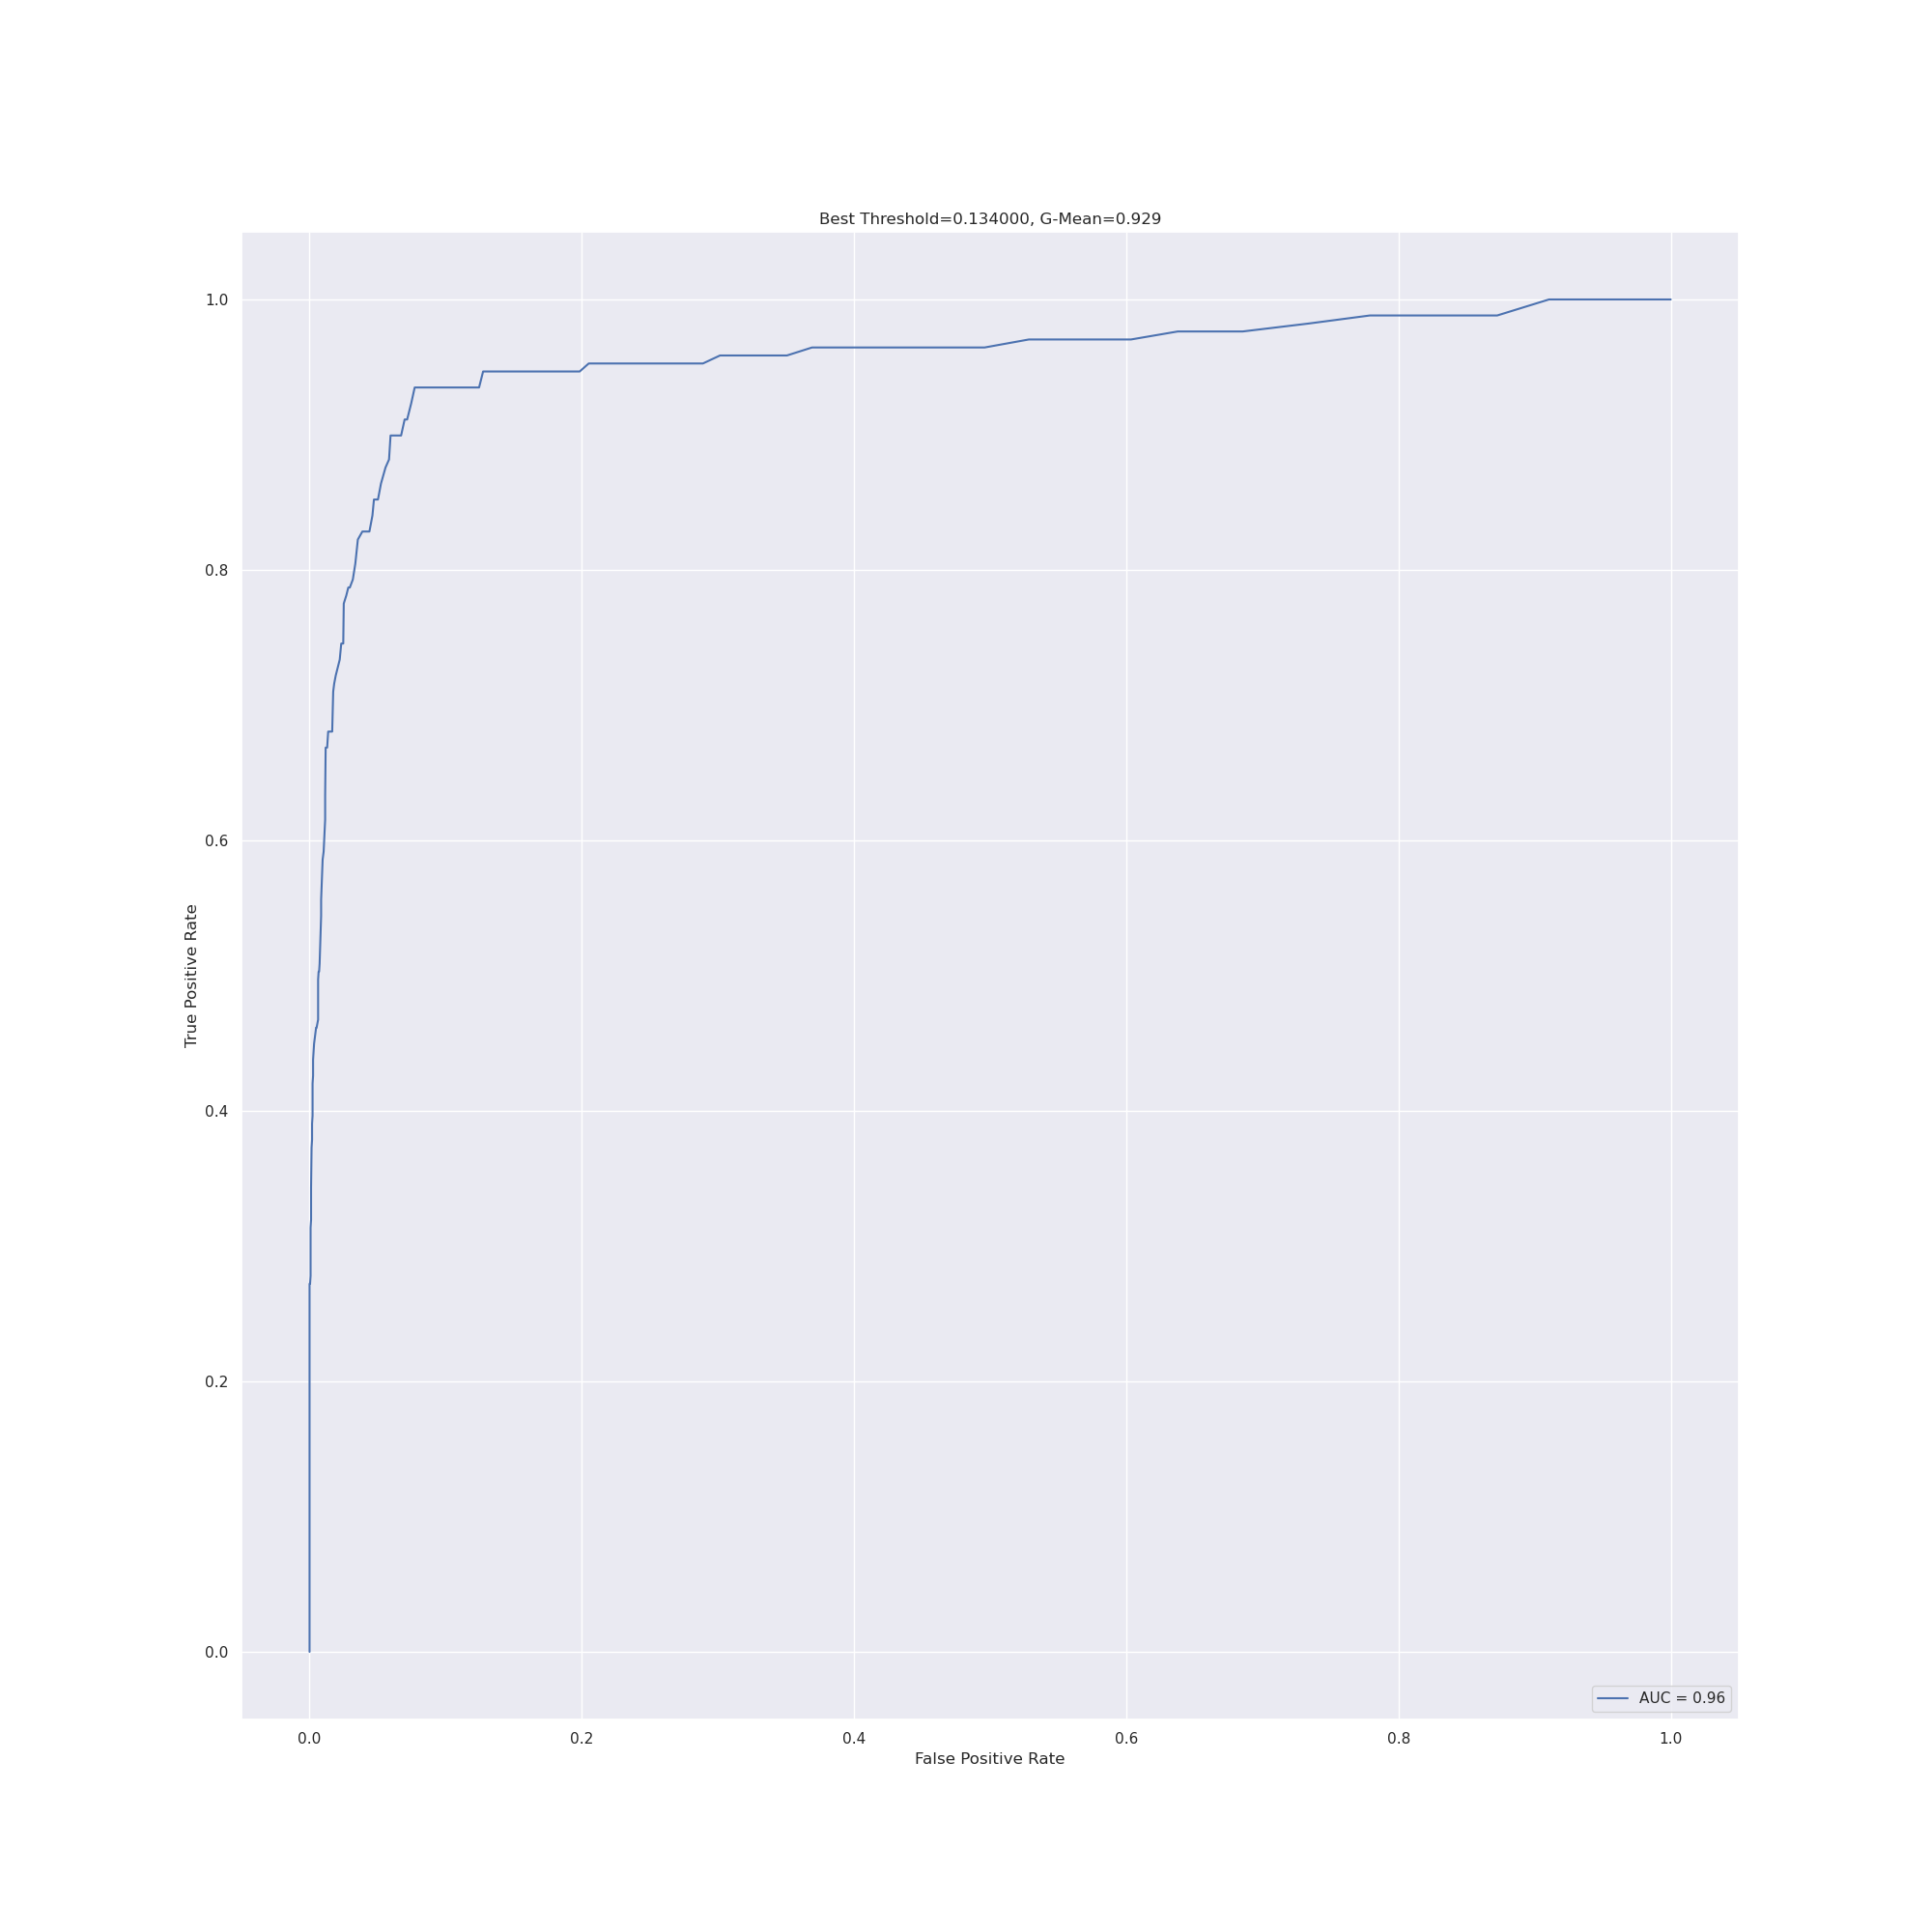 Best Threshold=0.134000, G-Mean=0.929
1.0
0.8
0.6
0.4
0.2
0.0
True Positive Rate
AUC = 0.96
0.0 0.2 0.4 0.6 0.8 1.0
False Positive Rate